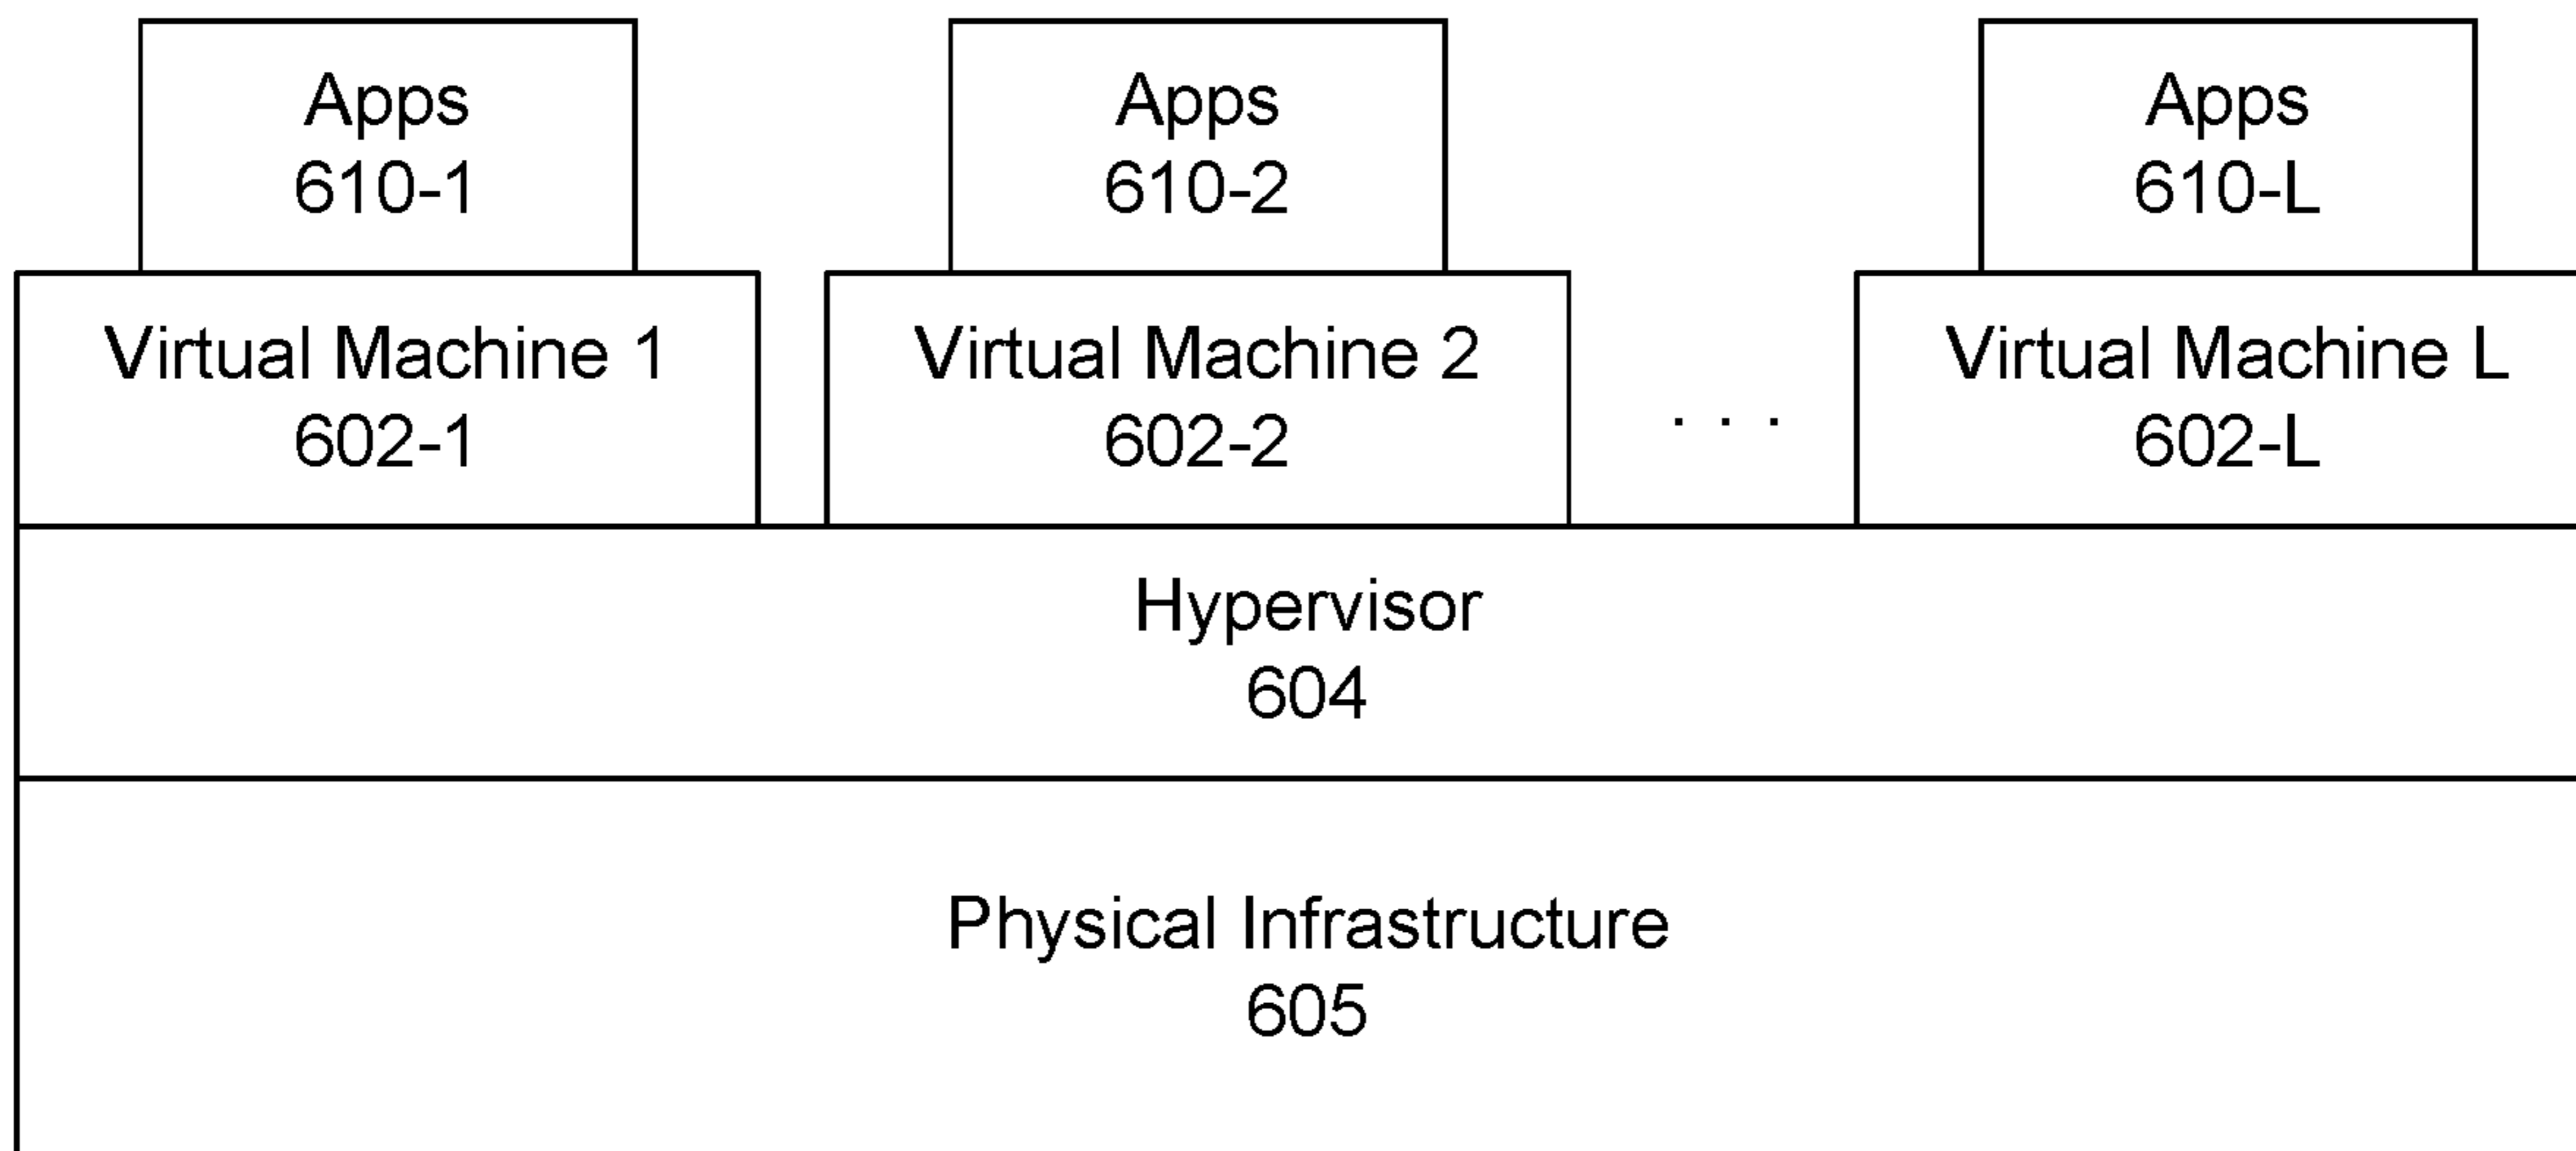 Apps
610-1
Apps
610-2
Apps
610-L
Virtual Machine 1
602-1
Virtual Machine 2
602-2
. . .
Virtual Machine L
602-L
Hypervisor
604
Physical Infrastructure
605